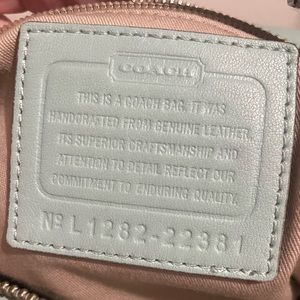 COACH
THIS IS A COACH BAG. IT WAS
HANDCRAFTED FROM GENUINE LEATHER.
ITS SUPERIOR CRAFTSMANSHIP AND
ATTENTION TO DETAIL REFLECT OUR
COMMITMENT TO ENDURING QUALITY.
Nº L1282-22381